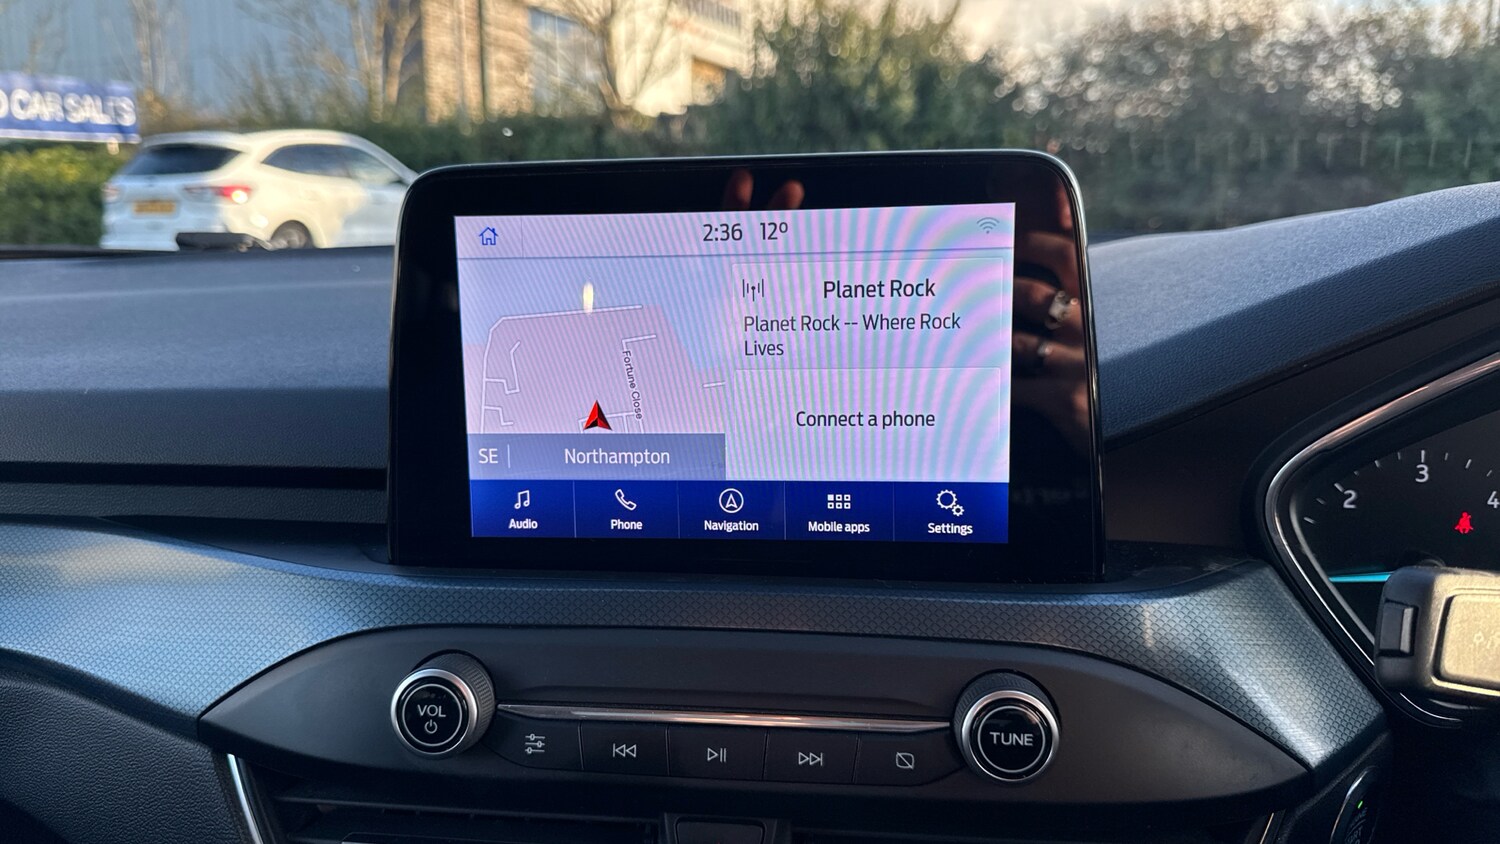 CAR SALES
2:36 12°
Planet Rock
Planet Rock -- Where Rock
Lives
Fortune Close
Connect a phone
SE
Northampton
Audio
Phone
Navigation
Mobile apps
Settings
2
3
4
VOL
TUNE